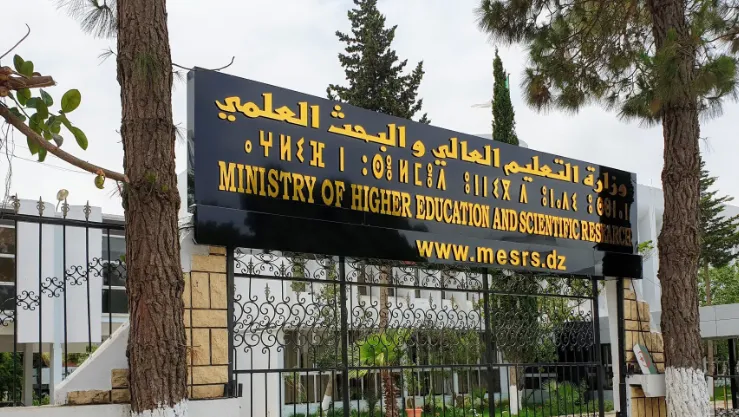 وزارة التعليم العالي و البحث العلمي
MINISTRY OF HIGHER EDUCATION AND SCIENTIFIC RESEARCH
www.mesrs.dz